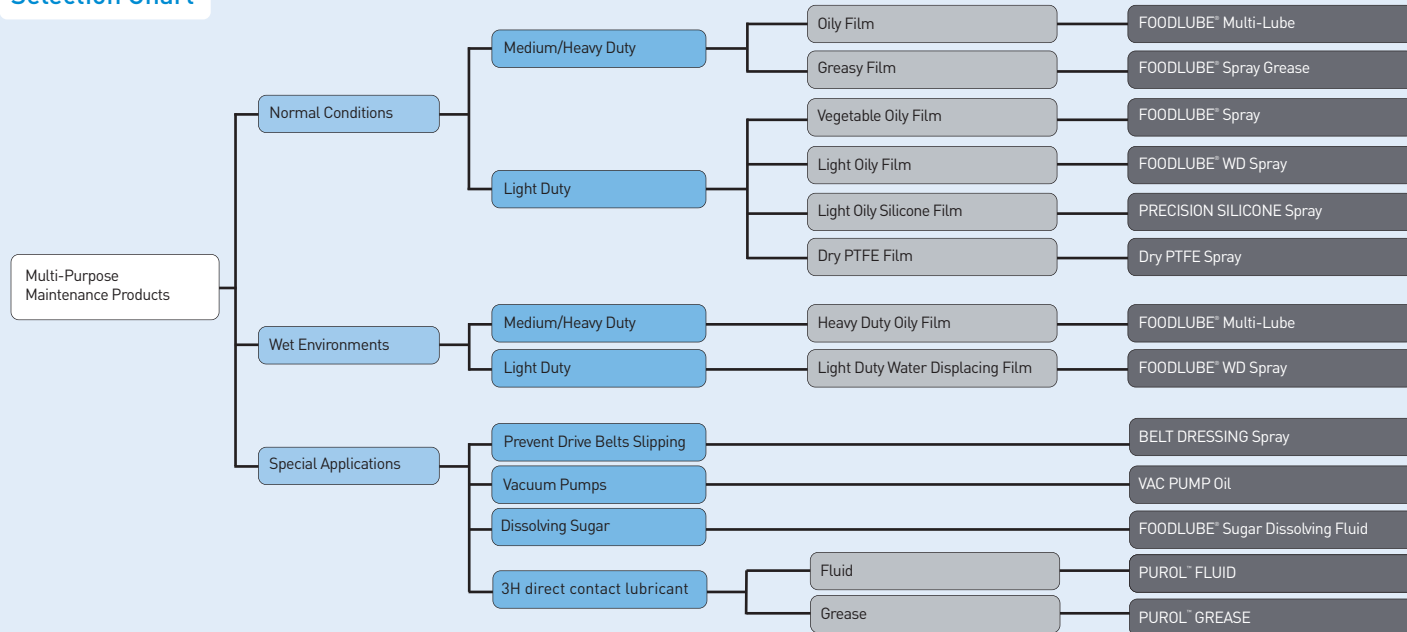 Selection Chart
Multi-Purpose
Maintenance Products
Normal Conditions
Medium/Heavy Duty
Oily Film
FOODLUBE® Multi-Lube
Greasy Film
FOODLUBE® Spray Grease
Light Duty
Vegetable Oily Film
FOODLUBE® Spray
Light Oily Film
FOODLUBE® WD Spray
Light Oily Silicone Film
PRECISION SILICONE Spray
Dry PTFE Film
Dry PTFE Spray
Wet Environments
Medium/Heavy Duty
Heavy Duty Oily Film
FOODLUBE® Multi-Lube
Light Duty
Light Duty Water Displacing Film
FOODLUBE® WD Spray
Special Applications
Prevent Drive Belts Slipping
BELT DRESSING Spray
Vacuum Pumps
VAC PUMP Oil
Dissolving Sugar
FOODLUBE® Sugar Dissolving Fluid
3H direct contact lubricant
Fluid
PUROL™ FLUID
Grease
PUROL™ GREASE